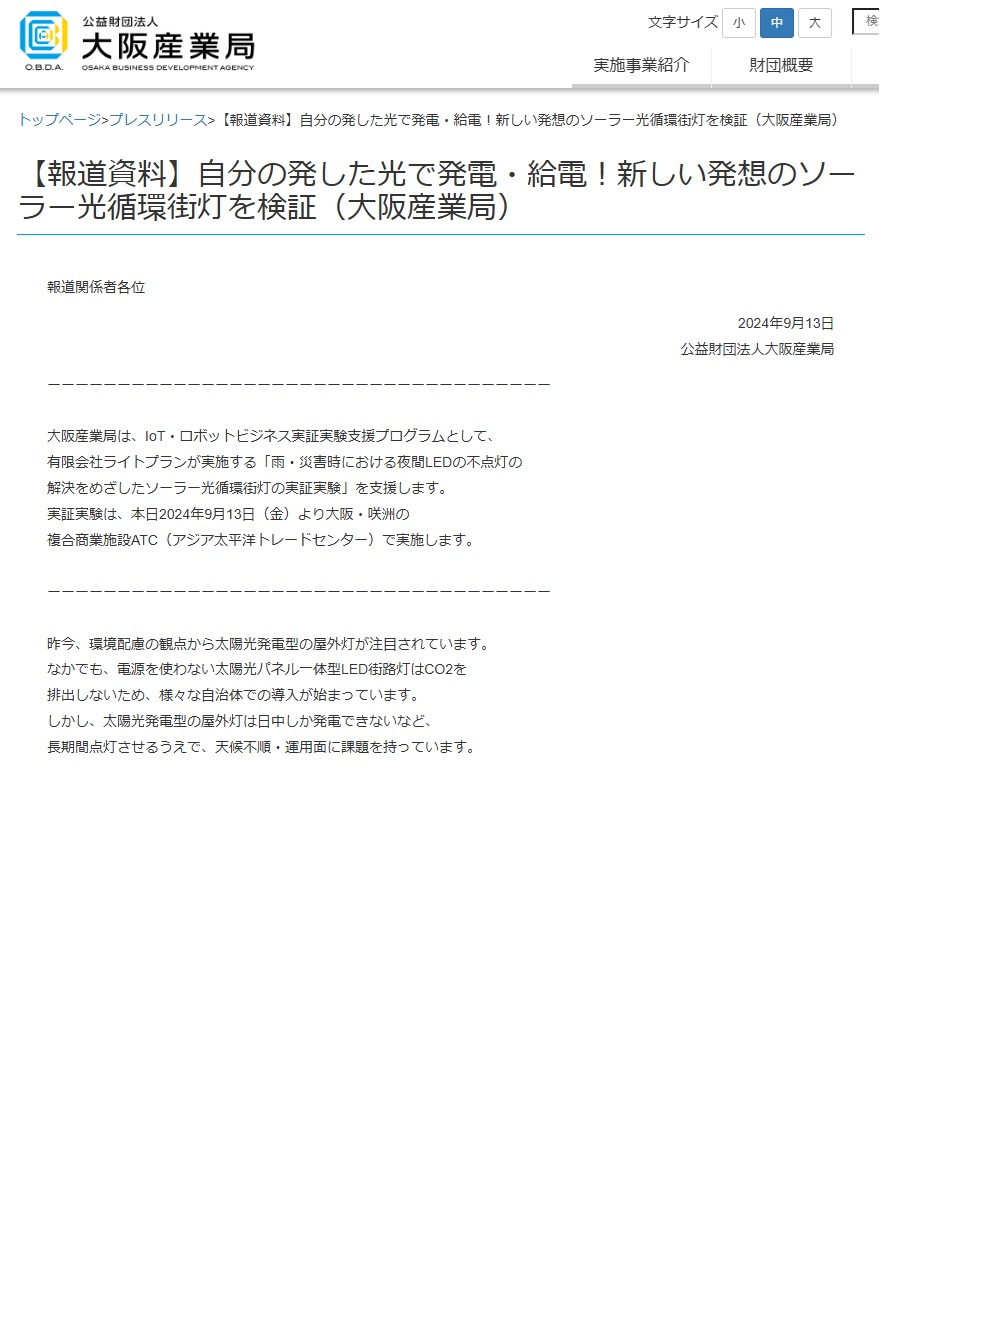 公益財団法人
大阪産業局
O.B.D.A.
OSAKA BUSINESS DEVELOPMENT AGENCY
文字サイズ 小 中 大 検
実施事業紹介 財団概要
トップページ>プレスリリース>【報道資料】自分の発した光で発電・給電！新しい発想のソーラー光循環街灯を検証（大阪産業局）
【報道資料】自分の発した光で発電・給電！新しい発想のソー
ラー光循環街灯を検証（大阪産業局）
報道関係者各位
2024年9月13日
公益財団法人大阪産業局
ーーーーーーーーーーーーーーーーーーーーーーーーーーーーーーーーーーーー
大阪産業局は、IoT・ロボットビジネス実証実験支援プログラムとして、
有限会社ライトプランが実施する「雨・災害時における夜間LEDの不点灯の
解決をめざしたソーラー光循環街灯の実証実験」を支援します。
実証実験は、本日2024年9月13日（金）より大阪・咲洲の
複合商業施設ATC（アジア太平洋トレードセンター）で実施します。
ーーーーーーーーーーーーーーーーーーーーーーーーーーーーーーーーーーーー
昨今、環境配慮の観点から太陽光発電型の屋外灯が注目されています。
なかでも、電源を使わない太陽光パネル一体型LED街路灯はCO2を
排出しないため、様々な自治体での導入が始まっています。
しかし、太陽光発電型の屋外灯は日中しか発電できないなど、
長期間点灯させるうえで、天候不順・運用面に課題を持っています。